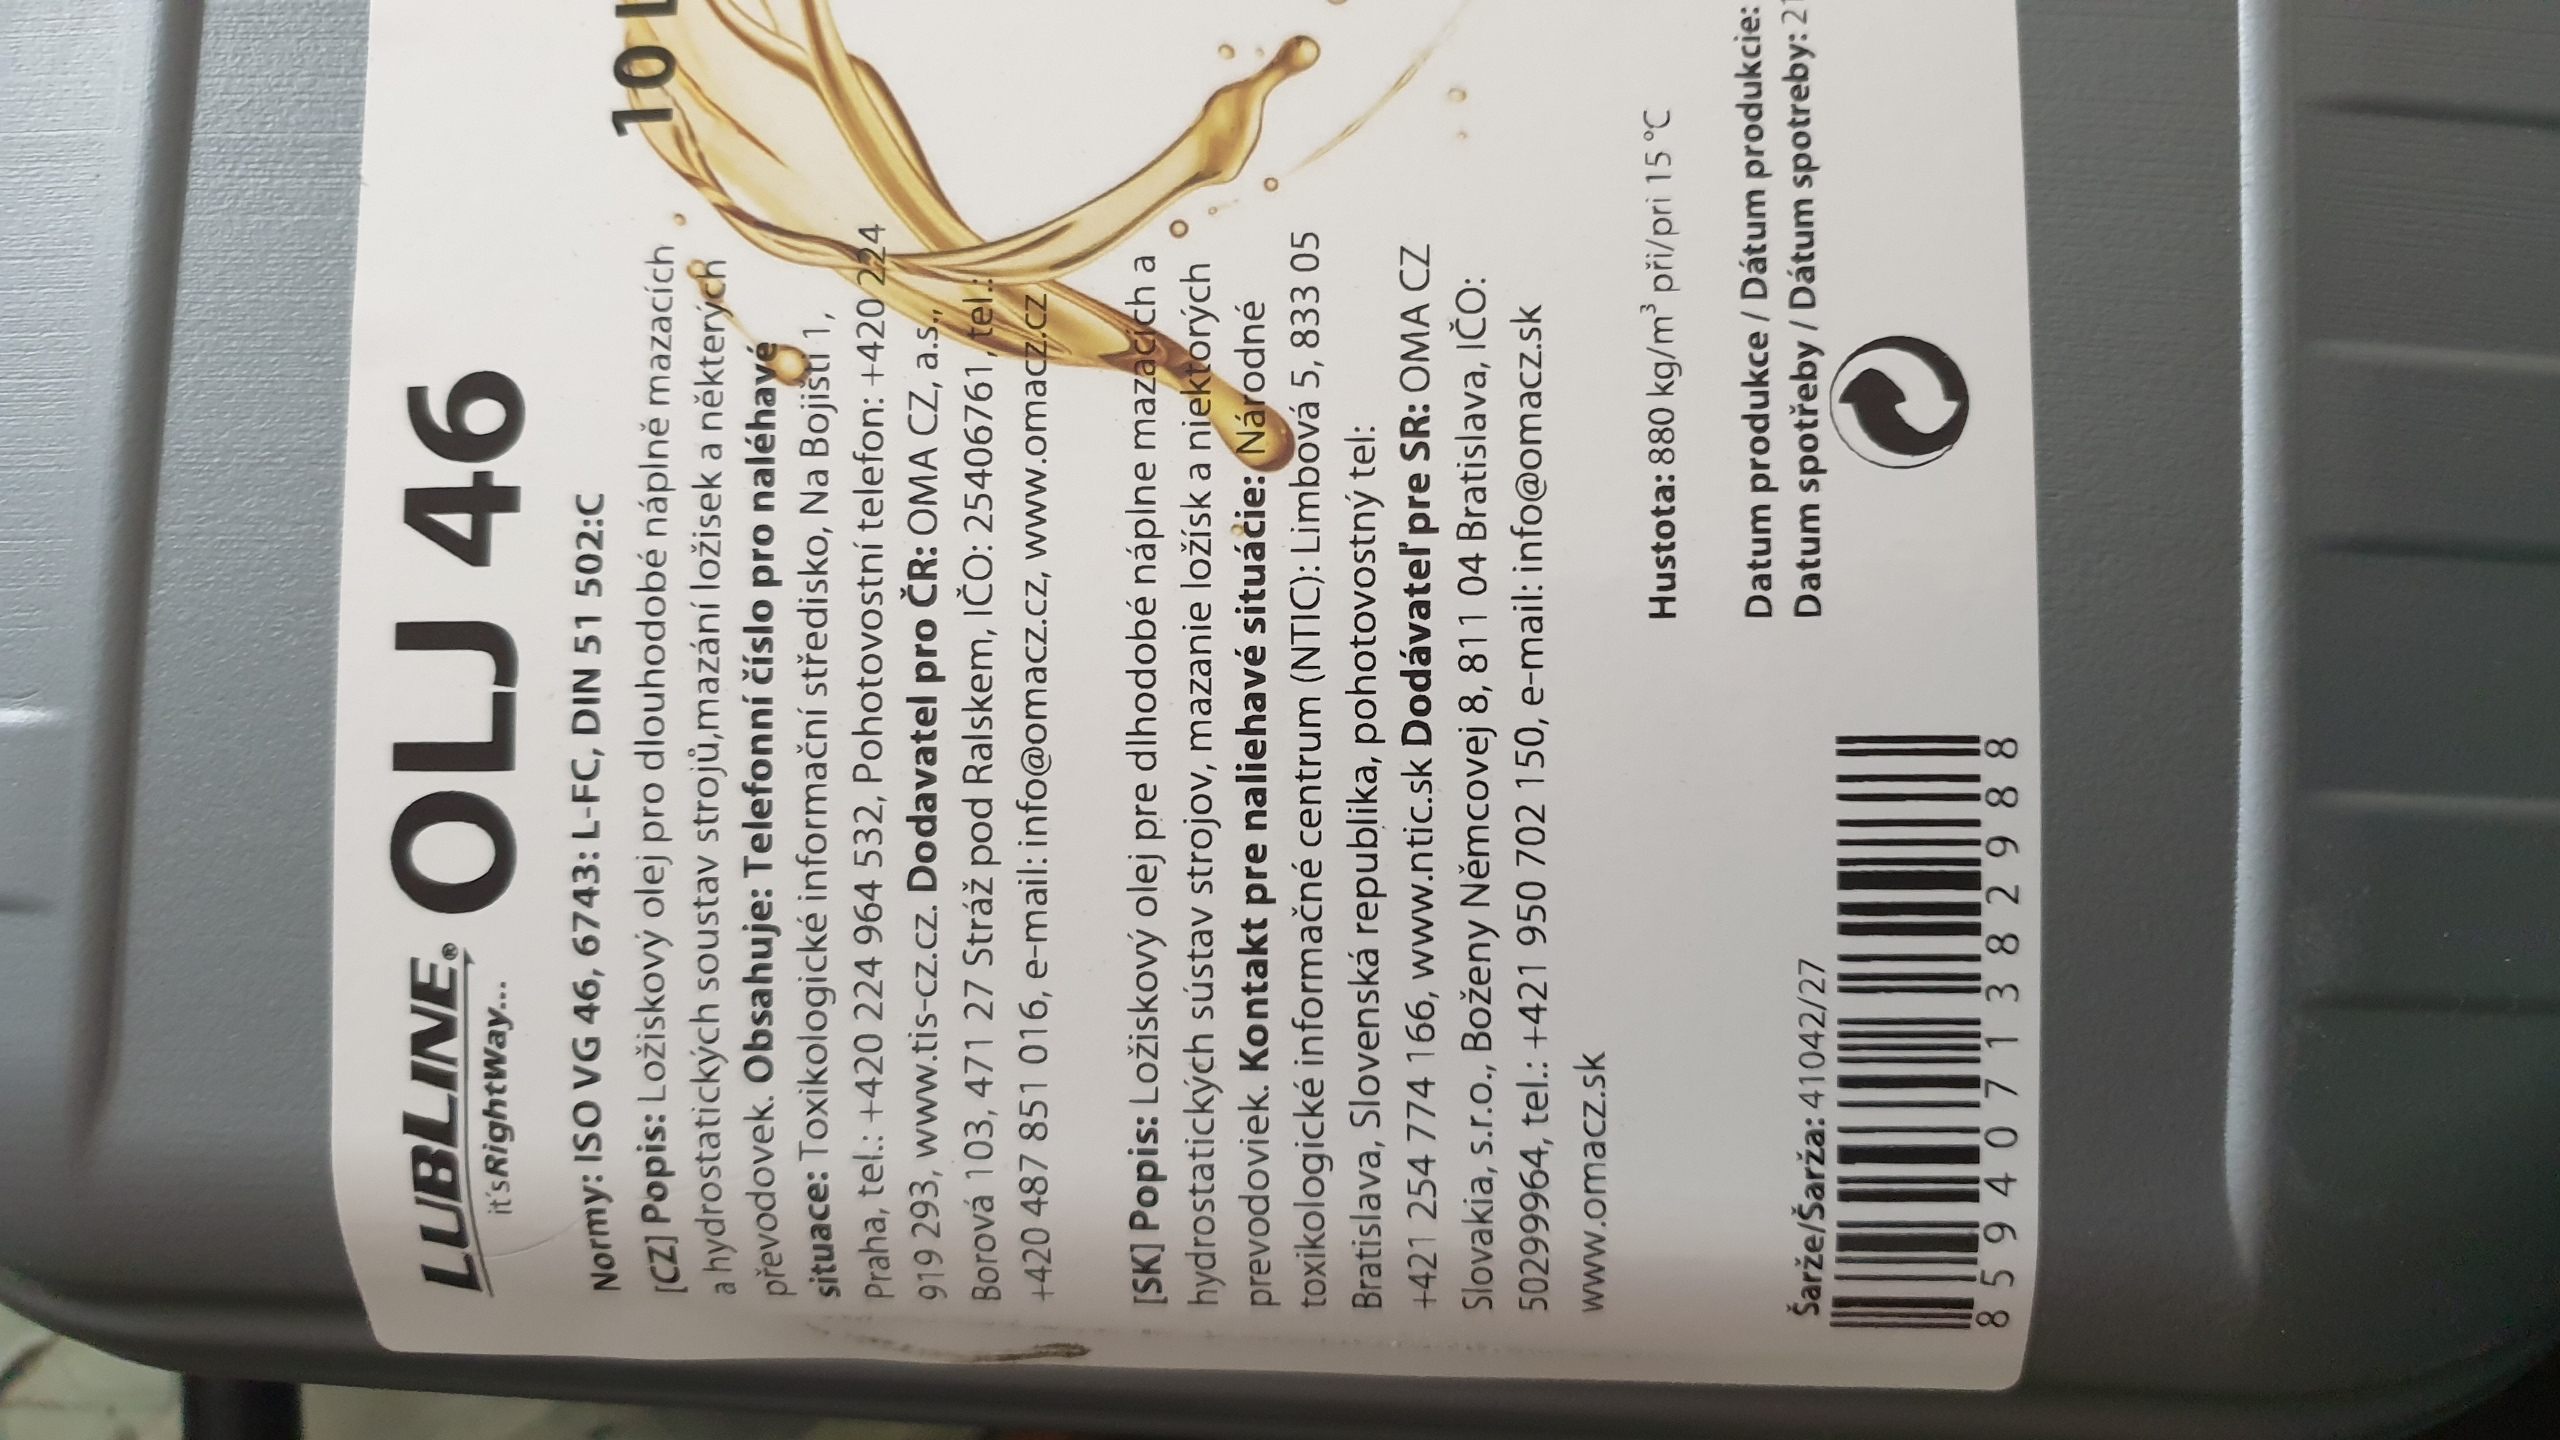 LUBLINE® OLJ 46
it'sRightWay...
10 L
Normy: ISO VG 46, 6743: L-FC, DIN 51 502:C
[CZ] Popis: Ložiskový olej pro dlouhodobé náplně mazacích
a hydrostatických soustav strojů,mazání ložisek a některých
převodovek. Obsahuje: Telefonní číslo pro naléhavé
situace: Toxikologické informační středisko, Na Bojišti 1,
Praha, tel.: +420 224 964 532, Pohotovostní telefon: +420 224
919 293, www.tis-cz.cz. Dodavatel pro ČR: OMA CZ, a.s.,
Borová 103, 471 27 Stráž pod Ralskem, IČO: 25406761 ,tel.:
+420 487 851 016, e-mail: info@omacz.cz, www.omacz.cz
[SK] Popis: Ložiskový olej pre dlhodobé náplne mazacích a
hydrostatických sústav strojov, mazanie ložísk a niektorých
prevodoviek. Kontakt pre naliehavé situácie: Národné
toxikologické informačné centrum (NTIC): Limbová 5, 833 05
Bratislava, Slovenská republika, pohotovostný tel:
+421 254 774 166, www.ntic.sk Dodávateľ pre SR: OMA CZ
Slovakia, s.r.o., Boženy Němcovej 8, 811 04 Bratislava, IČO:
50299964, tel.: +421 950 702 150, e-mail: info@omacz.sk
www.omacz.sk
Hustota: 880 kg/m³ při/pri 15 °C
Datum produkce / Dátum produkcie:
Datum spotřeby / Dátum spotreby:
Šarže/Šarža: 41042/27
8594071382988